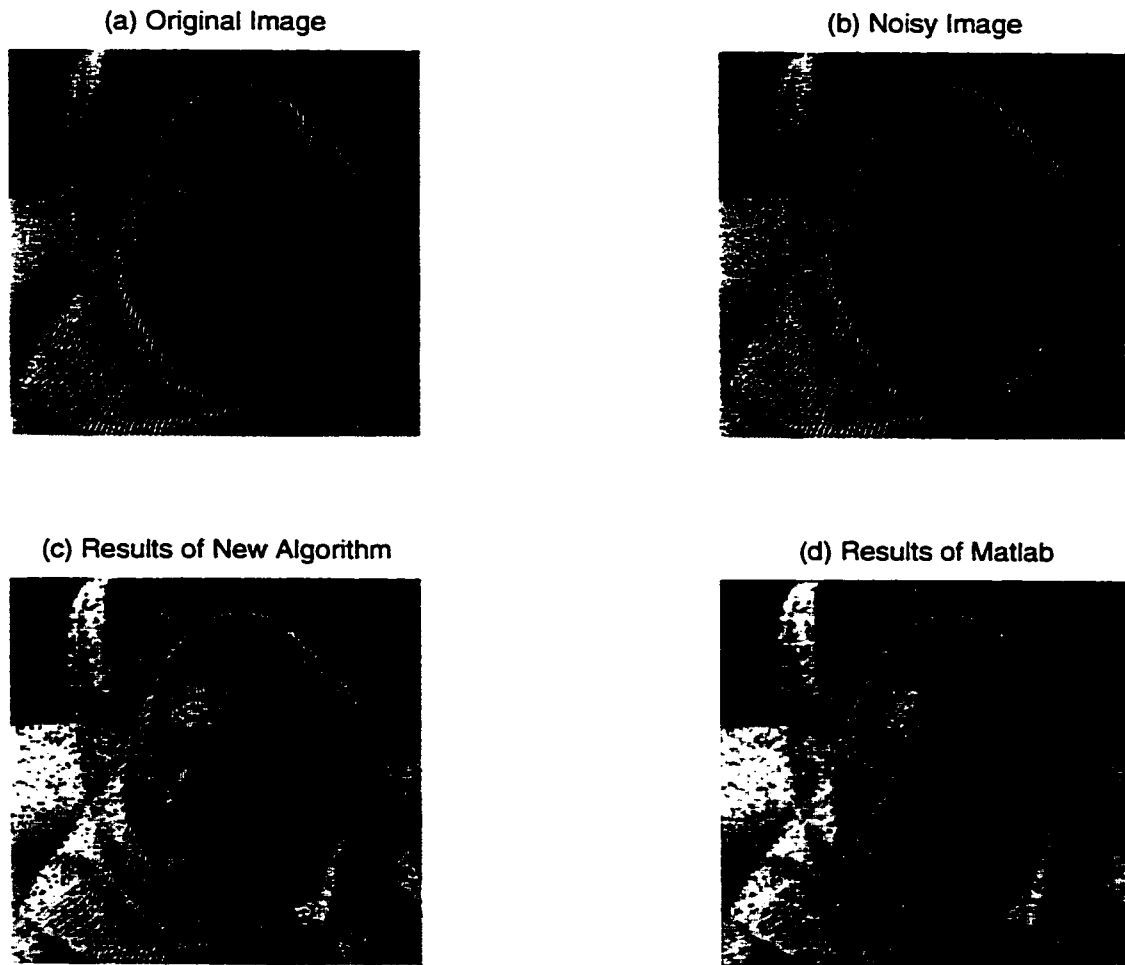 (a) Original Image
(b) Noisy Image
(c) Results of New Algorithm
(d) Results of Matlab